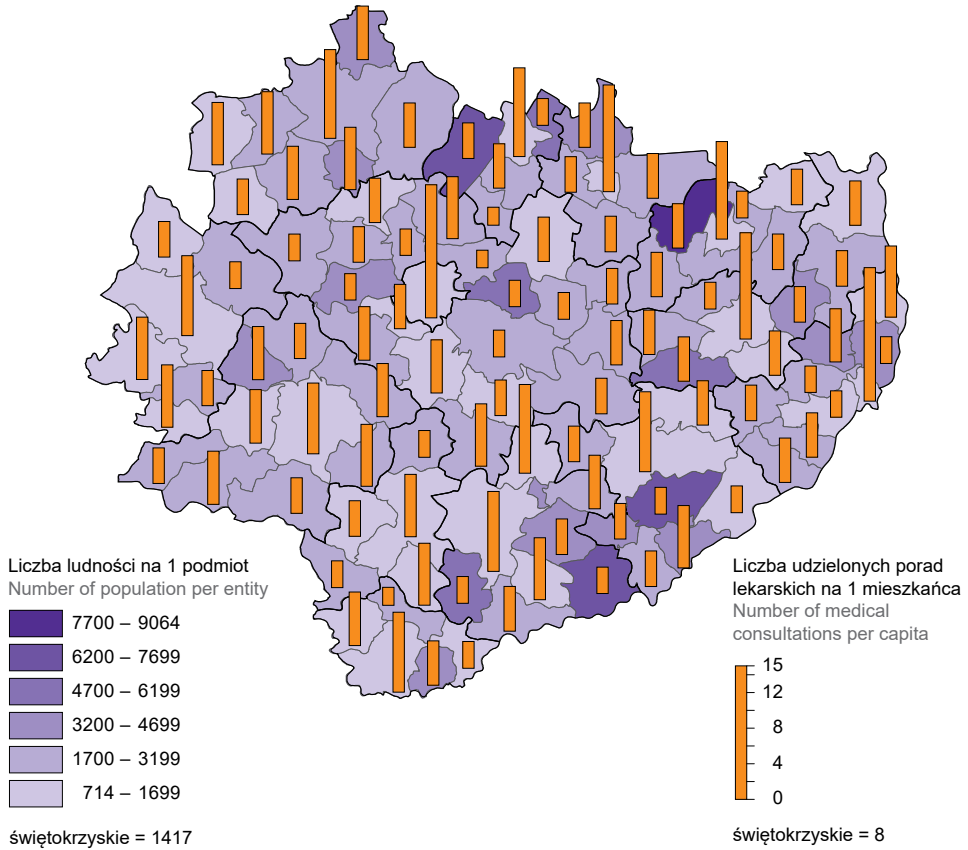 Liczba ludności na 1 podmiot
Number of population per entity
7700 – 9064
6200 – 7699
4700 – 6199
3200 – 4699
1700 – 3199
714 – 1699
świętokrzyskie = 1417
Liczba udzielonych porad
lekarskich na 1 mieszkańca
Number of medical
consultations per capita
15
12
8
4
0
świętokrzyskie = 8